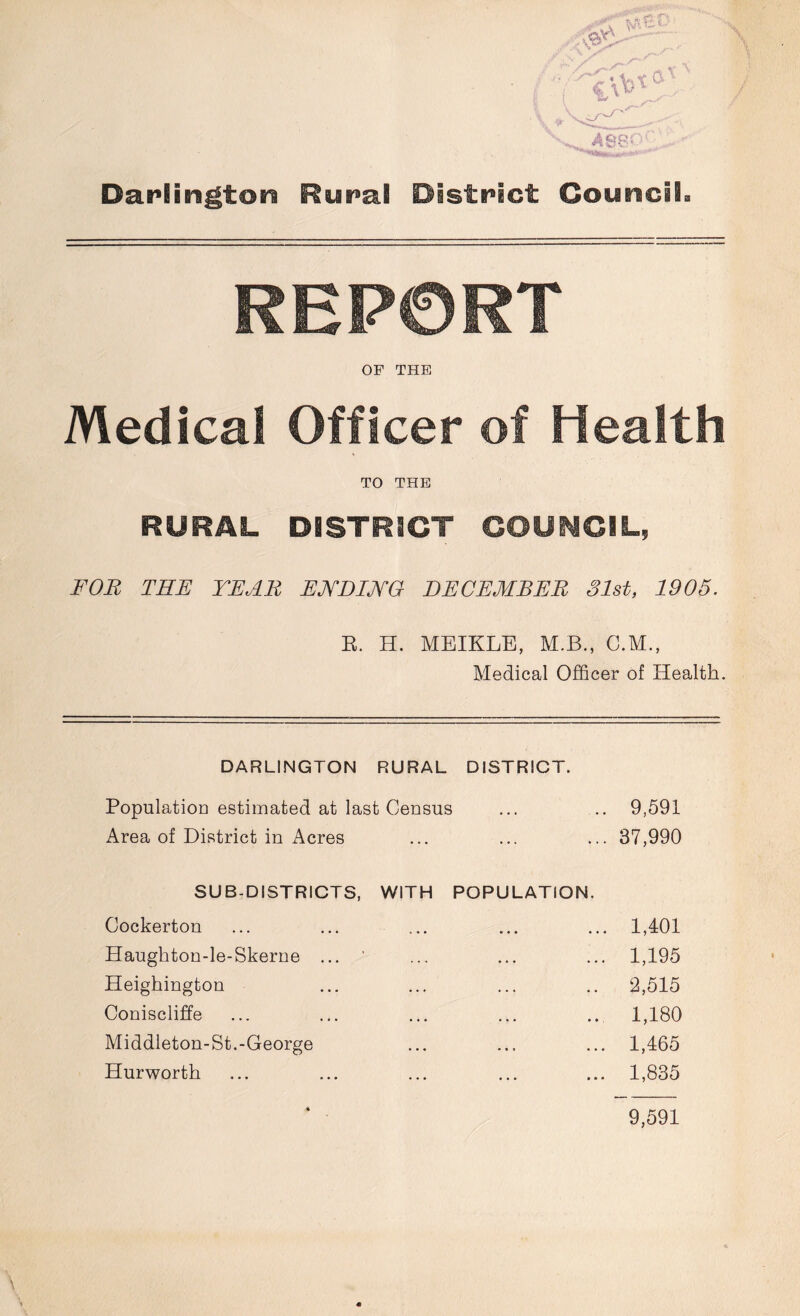 Library
Darlington Rural District Council.
REPORT
OF THE
Medical Officer of Health
TO THE
RURAL DISTRICT COUNCIL,
FOR THE YEAR ENDING DECEMBER 31st, 1905.
R. H. MEIKLE, M.B., C.M.,
Medical Officer of Health.
DARLINGTON RURAL DISTRICT.
Population estimated at last Census ... .. 9,591
Area of District in Acres ... ... ... 37,990
SUB-DISTRICTS, WITH POPULATION.
Cockerton ... ... ... ... ... 1,401
Haughton-le-Skerne ... ... ... ... 1,195
Heighington ... ... ... .. 2,515
Coniscliffe ... ... ... ... .. 1,180
Middleton-St.-George ... ... ... 1,465
Hurworth ... ... ... ... ... 1,835
9,591